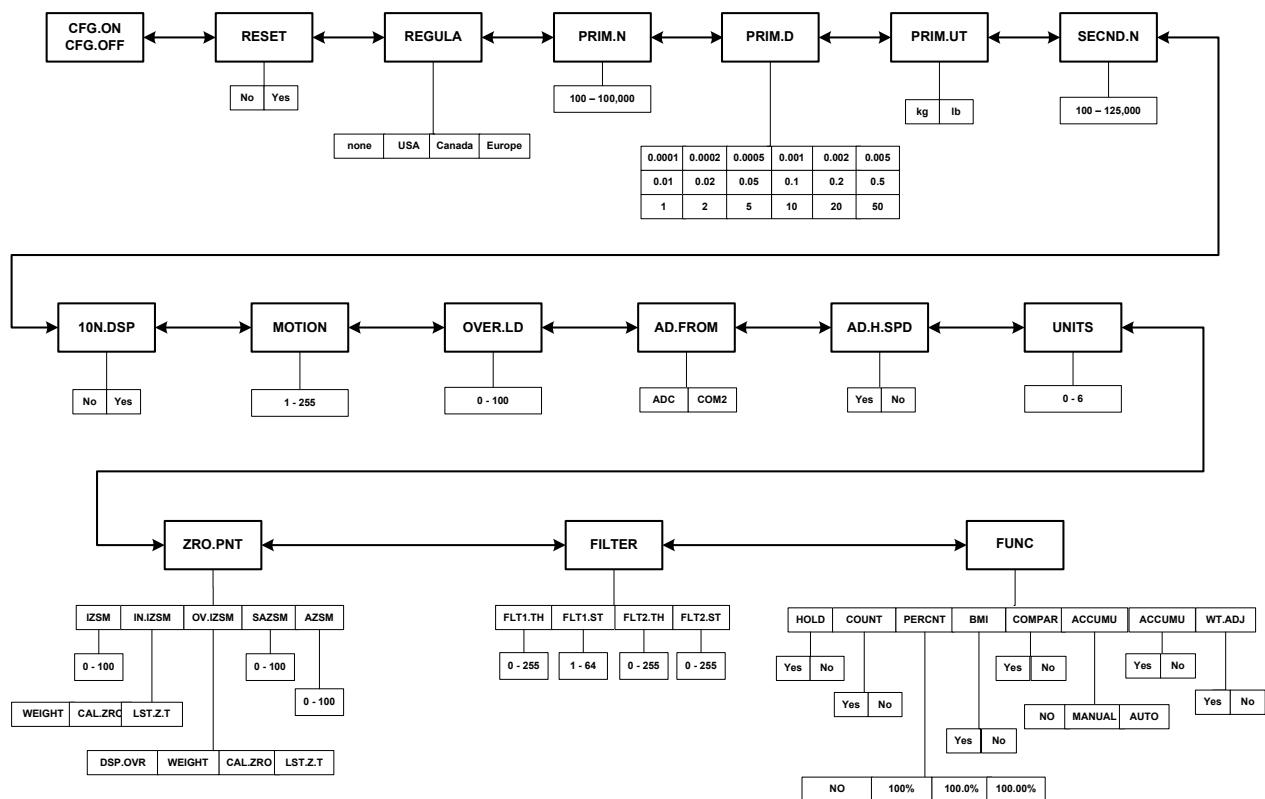 CFG.ON
CFG.OFF
RESET
REGULA
PRIM.N
PRIM.D
PRIM.UT
SECND.N
No Yes
100 – 100,000
kg lb
100 – 125,000
none USA Canada Europe
0.0001 0.0002 0.0005 0.001 0.002 0.005
0.01 0.02 0.05 0.1 0.2 0.5
1 2 5 10 20 50
10N.DSP
MOTION
OVER.LD
AD.FROM
AD.H.SPD
UNITS
No Yes
1 - 255
0 - 100
ADC COM2
Yes No
0 - 6
ZRO.PNT
FILTER
FUNC
IZSM IN.IZSM OV.IZSM SAZSM AZSM
FLT1.TH FLT1.ST FLT2.TH FLT2.ST
HOLD COUNT PERCNT BMI COMPAR ACCUMU ACCUMU WT.ADJ
0 - 100
0 - 100
0 - 255
1 - 64
0 - 255
0 - 255
Yes No
Yes No
Yes No
0 - 100
Yes No
Yes No
WEIGHT CAL.ZRO LST.Z.T
NO MANUAL AUTO
Yes No
DSP.OVR WEIGHT CAL.ZRO LST.Z.T
NO 100% 100.0% 100.00%